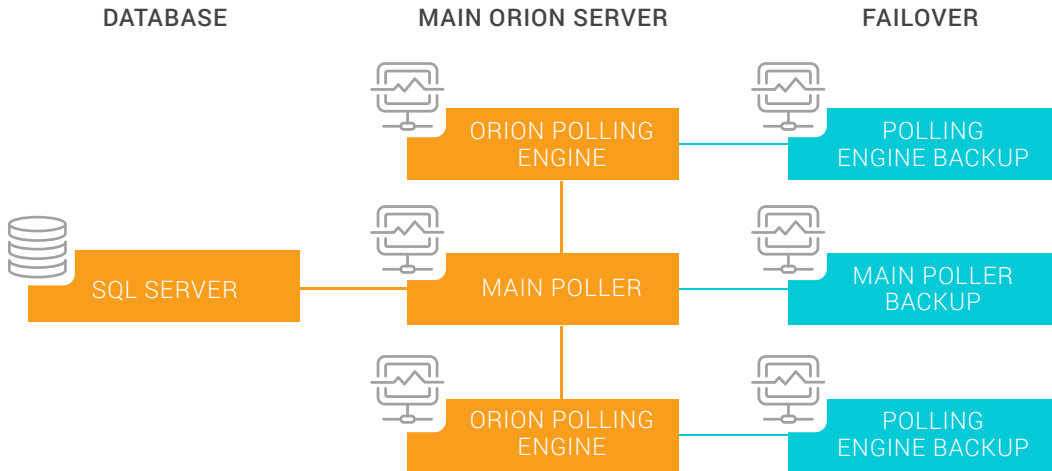 DATABASE
MAIN ORION SERVER
FAILOVER
ORION POLLING
ENGINE
POLLING
ENGINE BACKUP
SQL SERVER
MAIN POLLER
MAIN POLLER
BACKUP
ORION POLLING
ENGINE
POLLING
ENGINE BACKUP